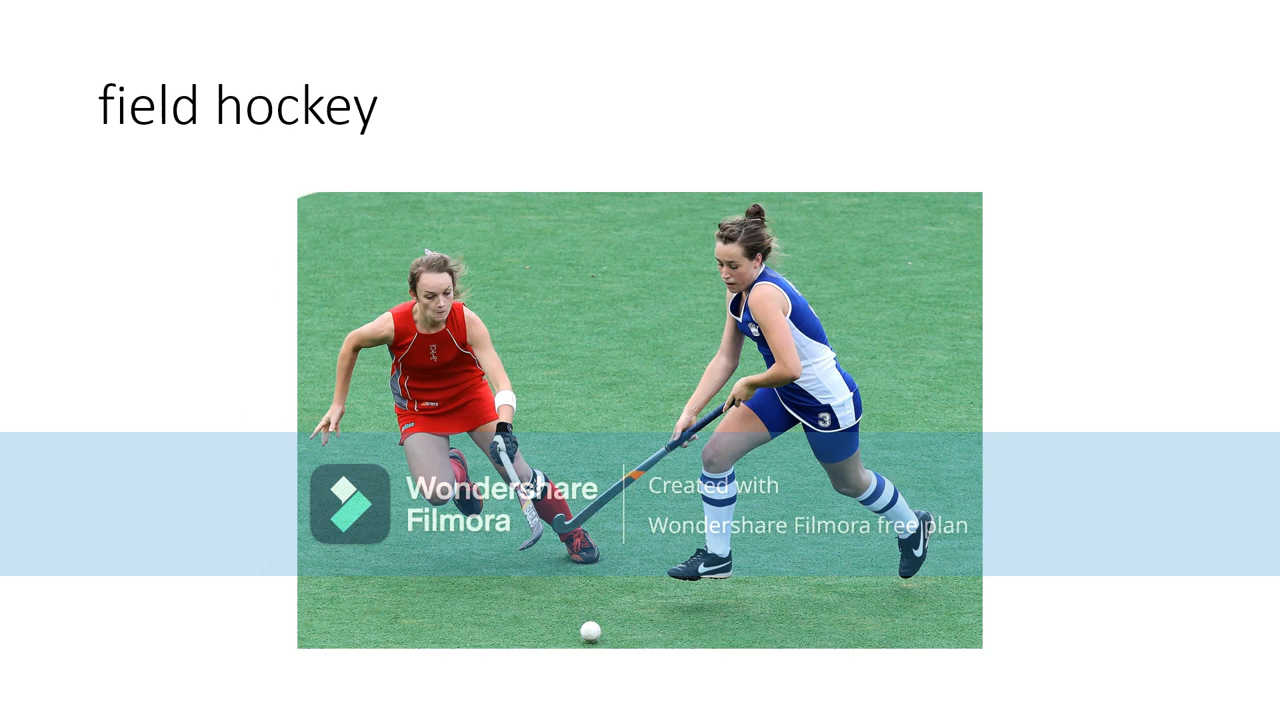 field hockey
Wondershare
Filmora
Created with
Wondershare Filmora free plan
3